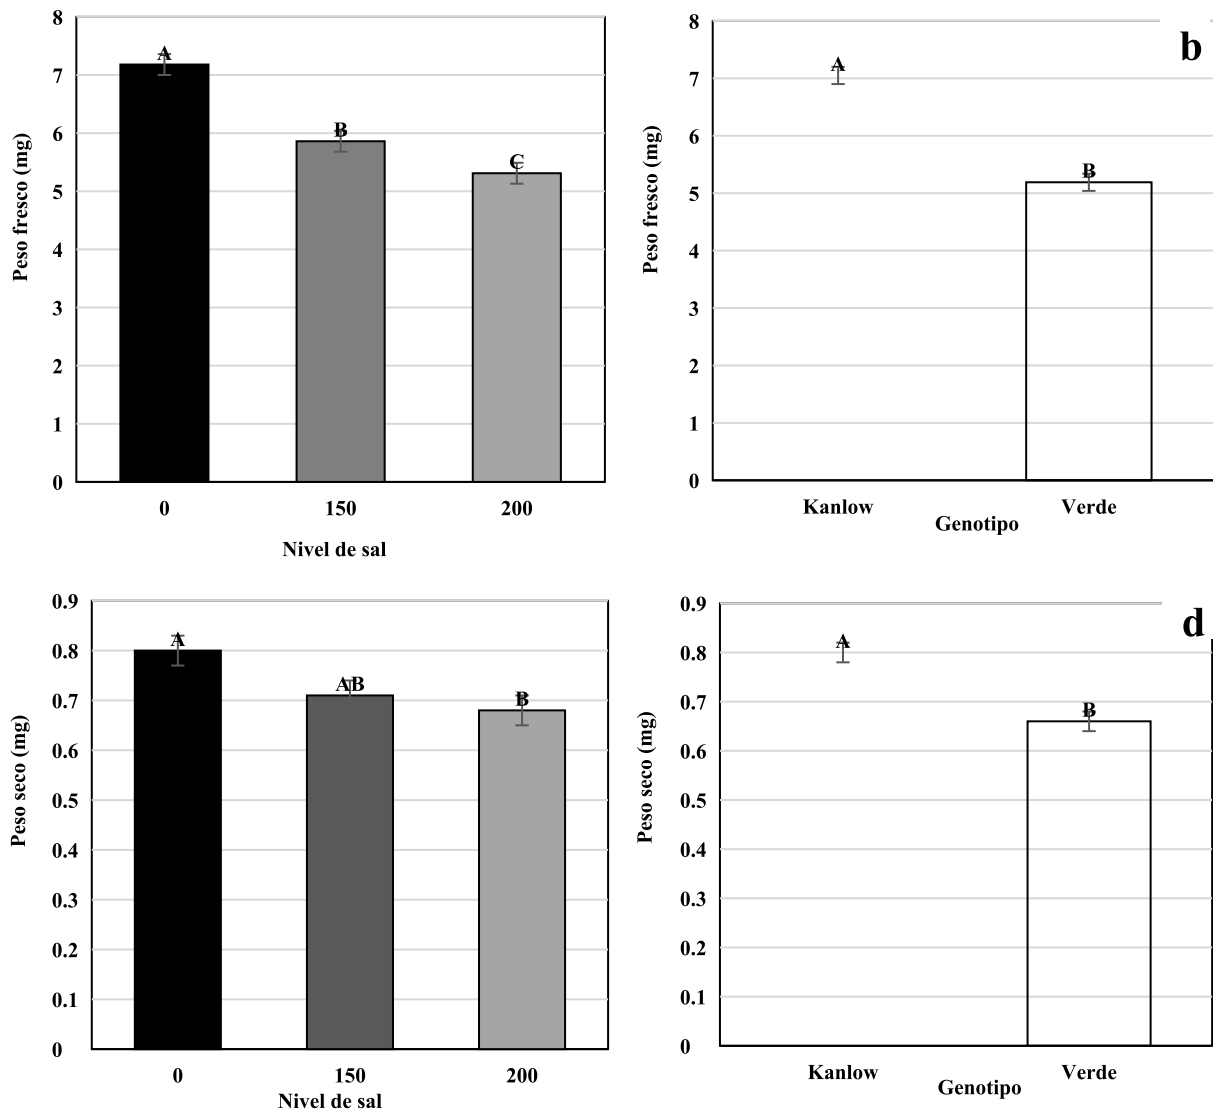 8
7
6
5
4
3
2
1
0
Peso fresco (mg)
A
B
C
0 150 200
Nivel de sal
b
8
7
6
5
4
3
2
1
0
Peso fresco (mg)
A
B
Kanlow Verde
Genotipo
0.9
0.8
0.7
0.6
0.5
0.4
0.3
0.2
0.1
0
Peso seco (mg)
A
AB
B
0 150 200
Nivel de sal
d
0.9
0.8
0.7
0.6
0.5
0.4
0.3
0.2
0.1
0
Peso seco (mg)
A
B
Kanlow Verde
Genotipo